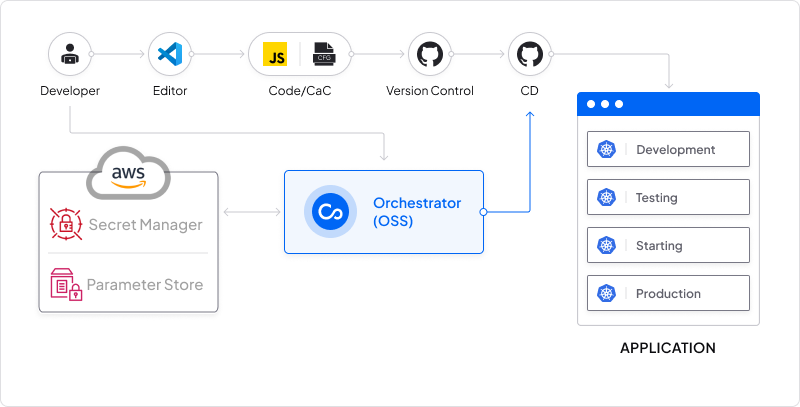 JS
CFG
Developer
Editor
Code/CaC
Version Control
CD
aws
Secret Manager
Parameter Store
Orchestrator
(OSS)
Development
Testing
Starting
Production
APPLICATION